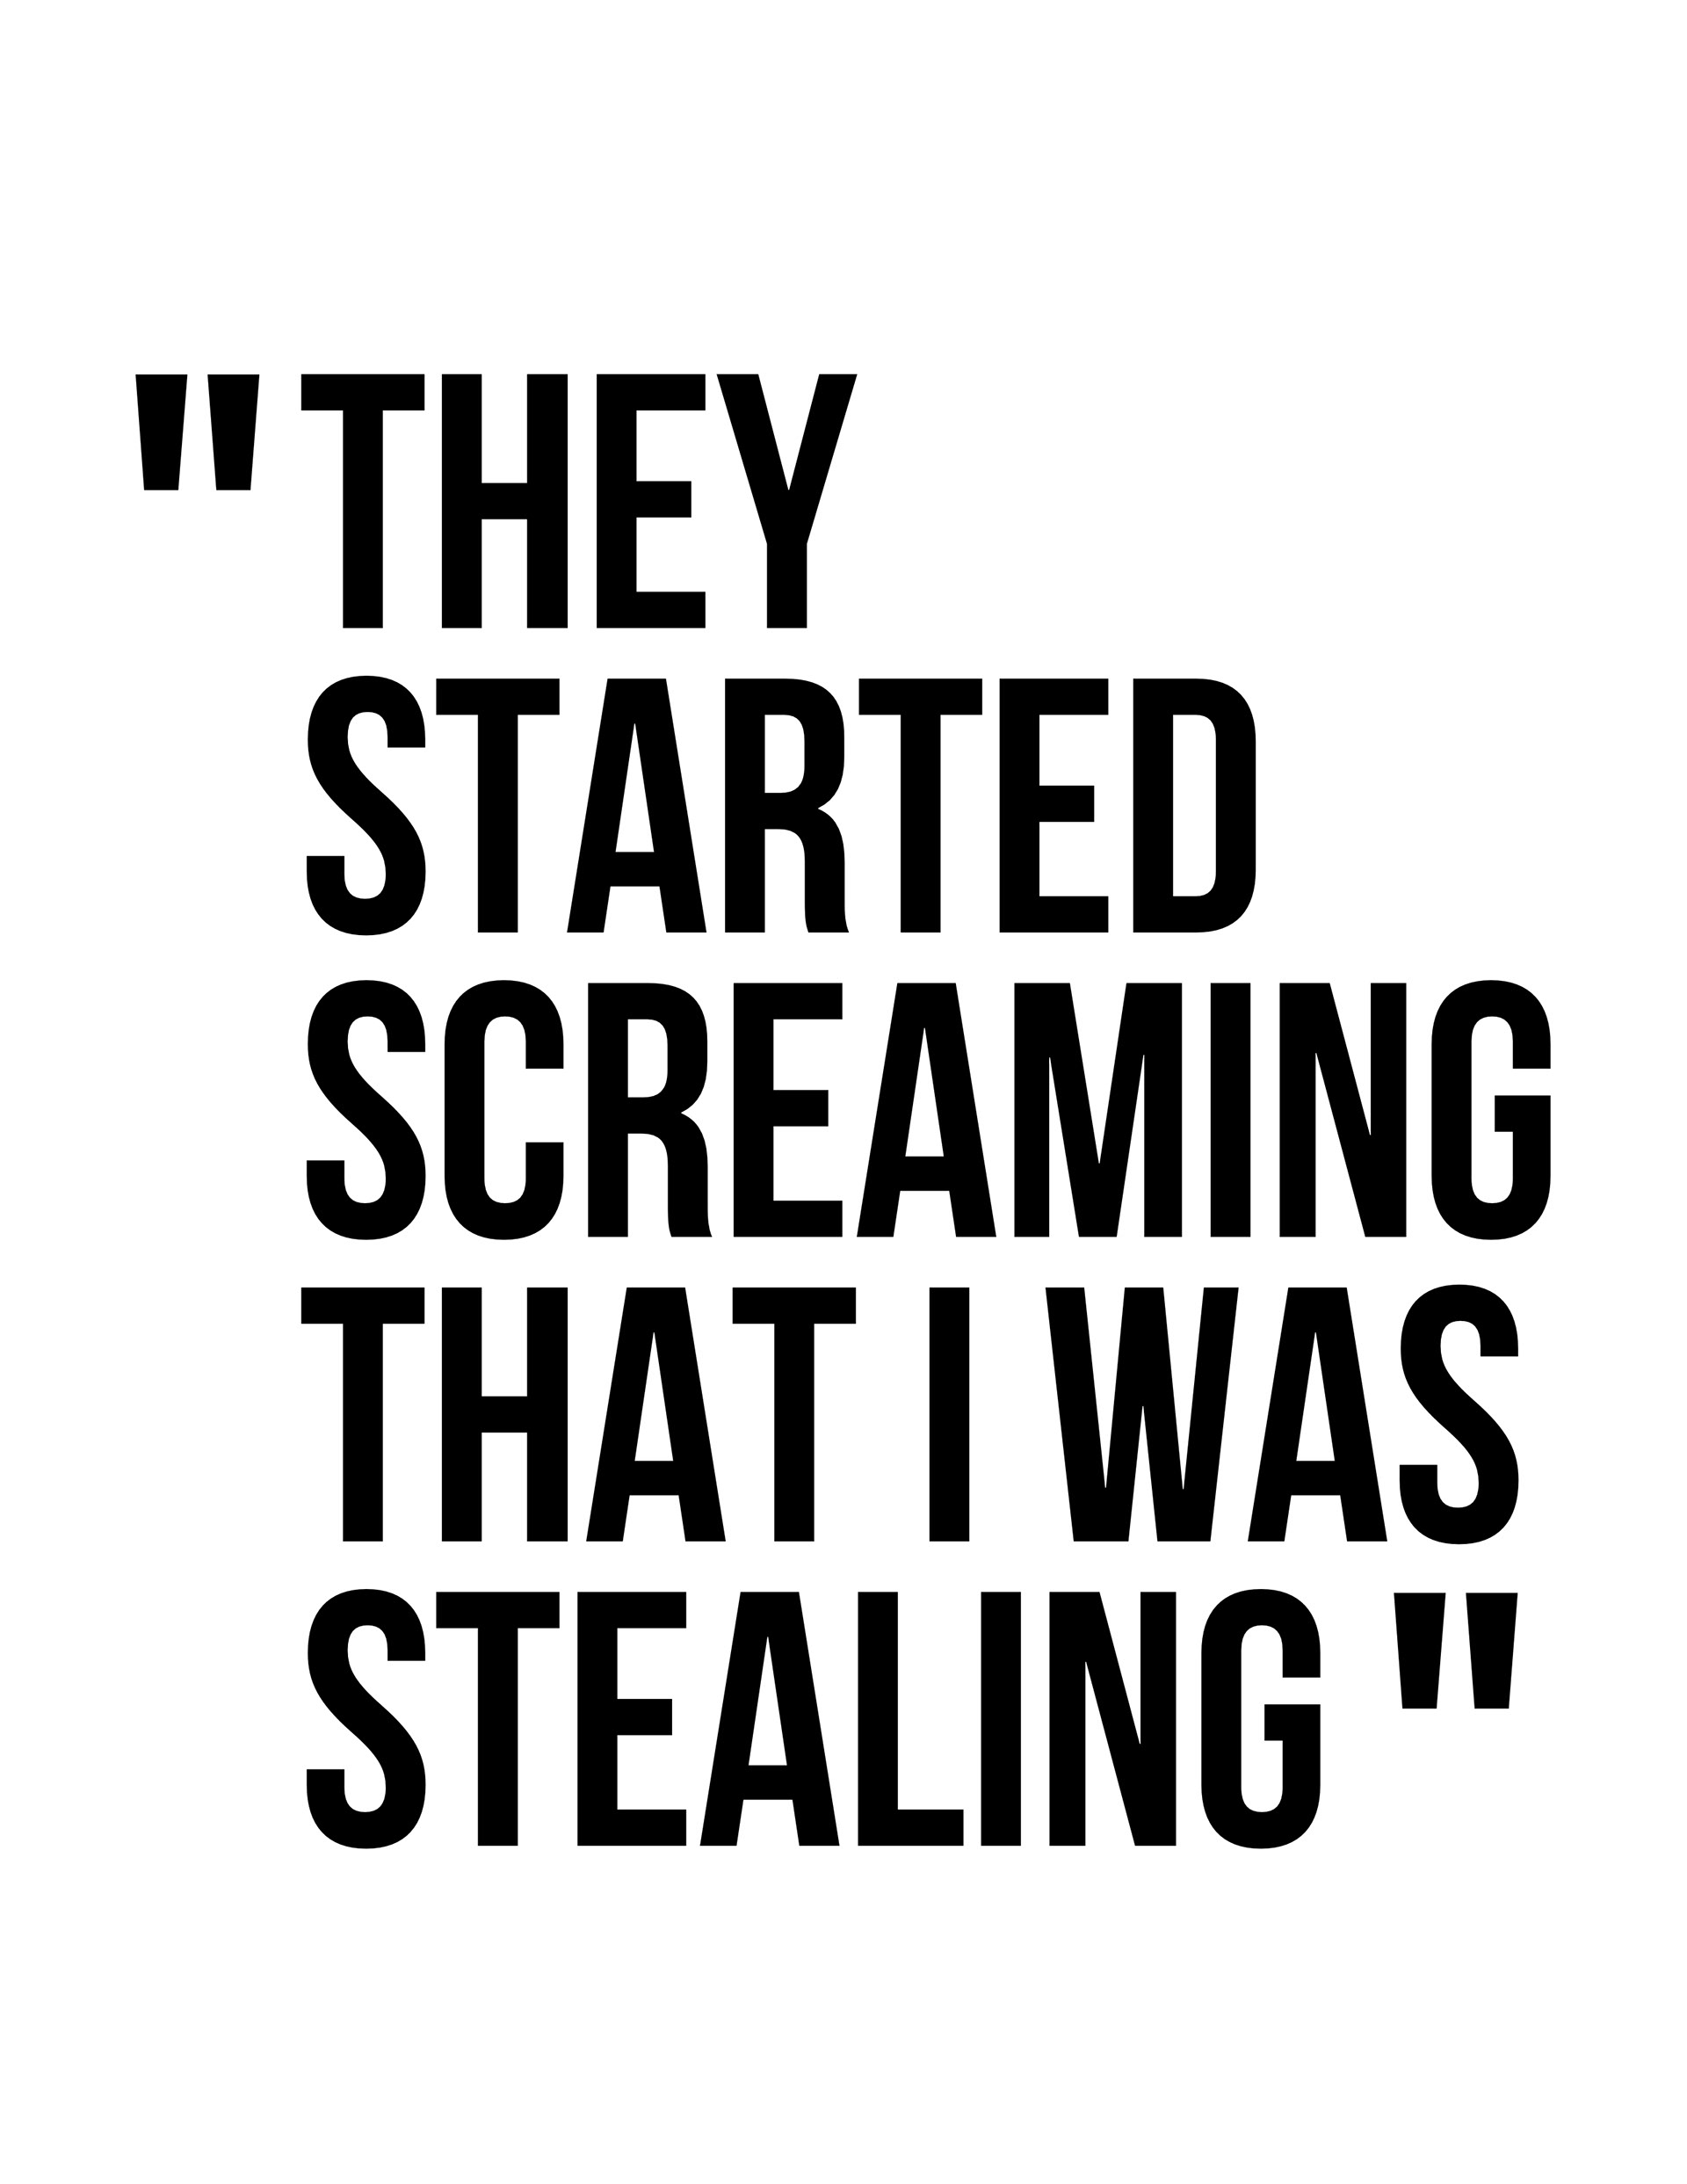 "THEY
STARTED
SCREAMING
THAT I WAS
STEALING"